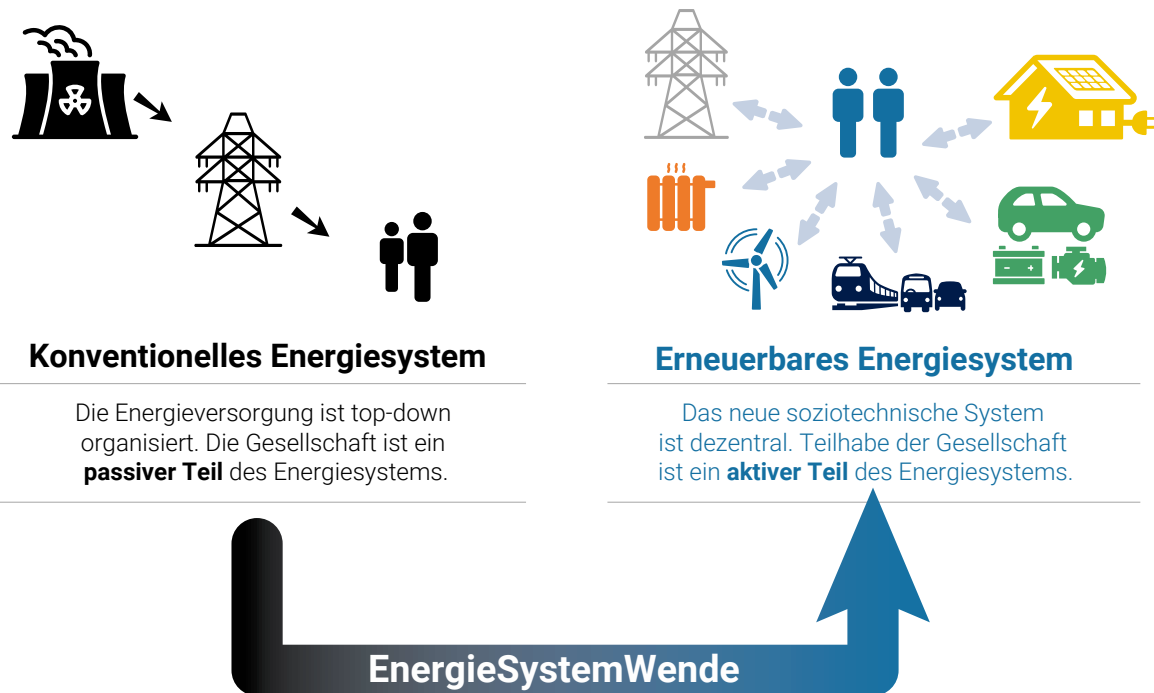 Konventionelles Energiesystem
Die Energieversorgung ist top-down
organisiert. Die Gesellschaft ist ein
passiver Teil des Energiesystems.
Erneuerbares Energiesystem
Das neue soziotechnische System
ist dezentral. Teilhabe der Gesellschaft
ist ein aktiver Teil des Energiesystems.
EnergieSystemWende